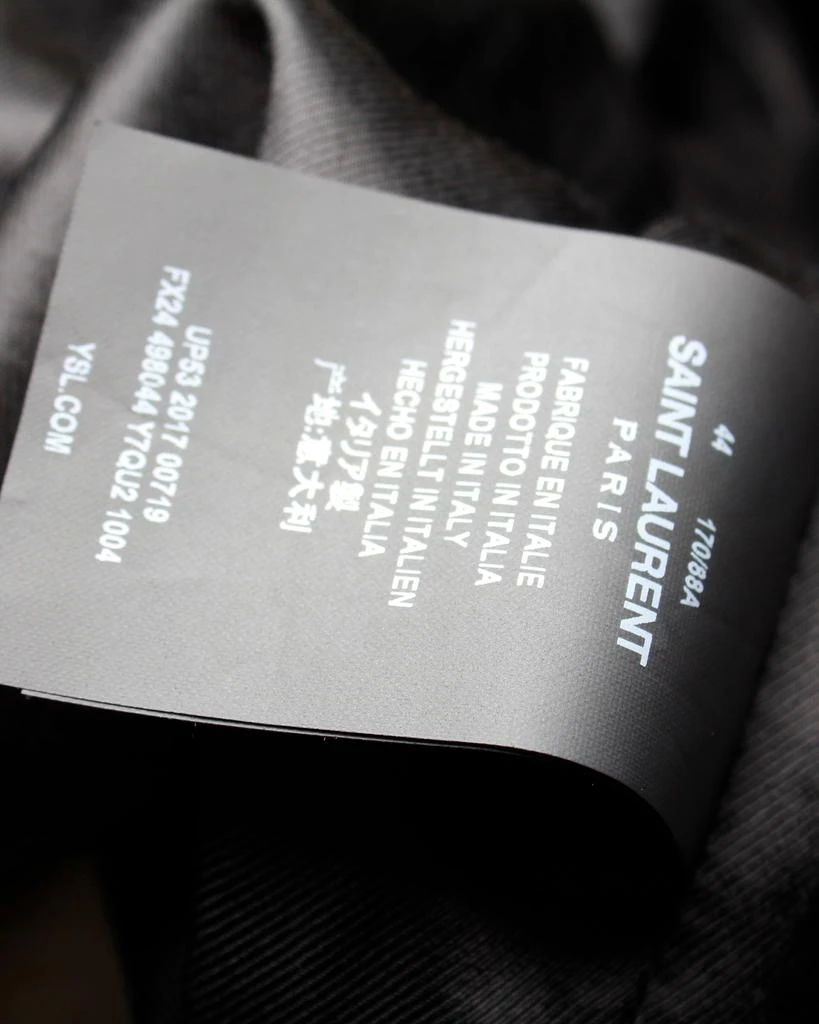 44 170/88A
SAINT LAURENT
PARIS
FABRIQUE EN ITALIE
PRODOTTO IN ITALIA
MADE IN ITALY
HERGESTELLT IN ITALIEN
HECHO EN ITALIA
イタリア製
产地:意大利
UP53 2017 00719
FX24 498044 Y7QU2 1004
YSL.COM